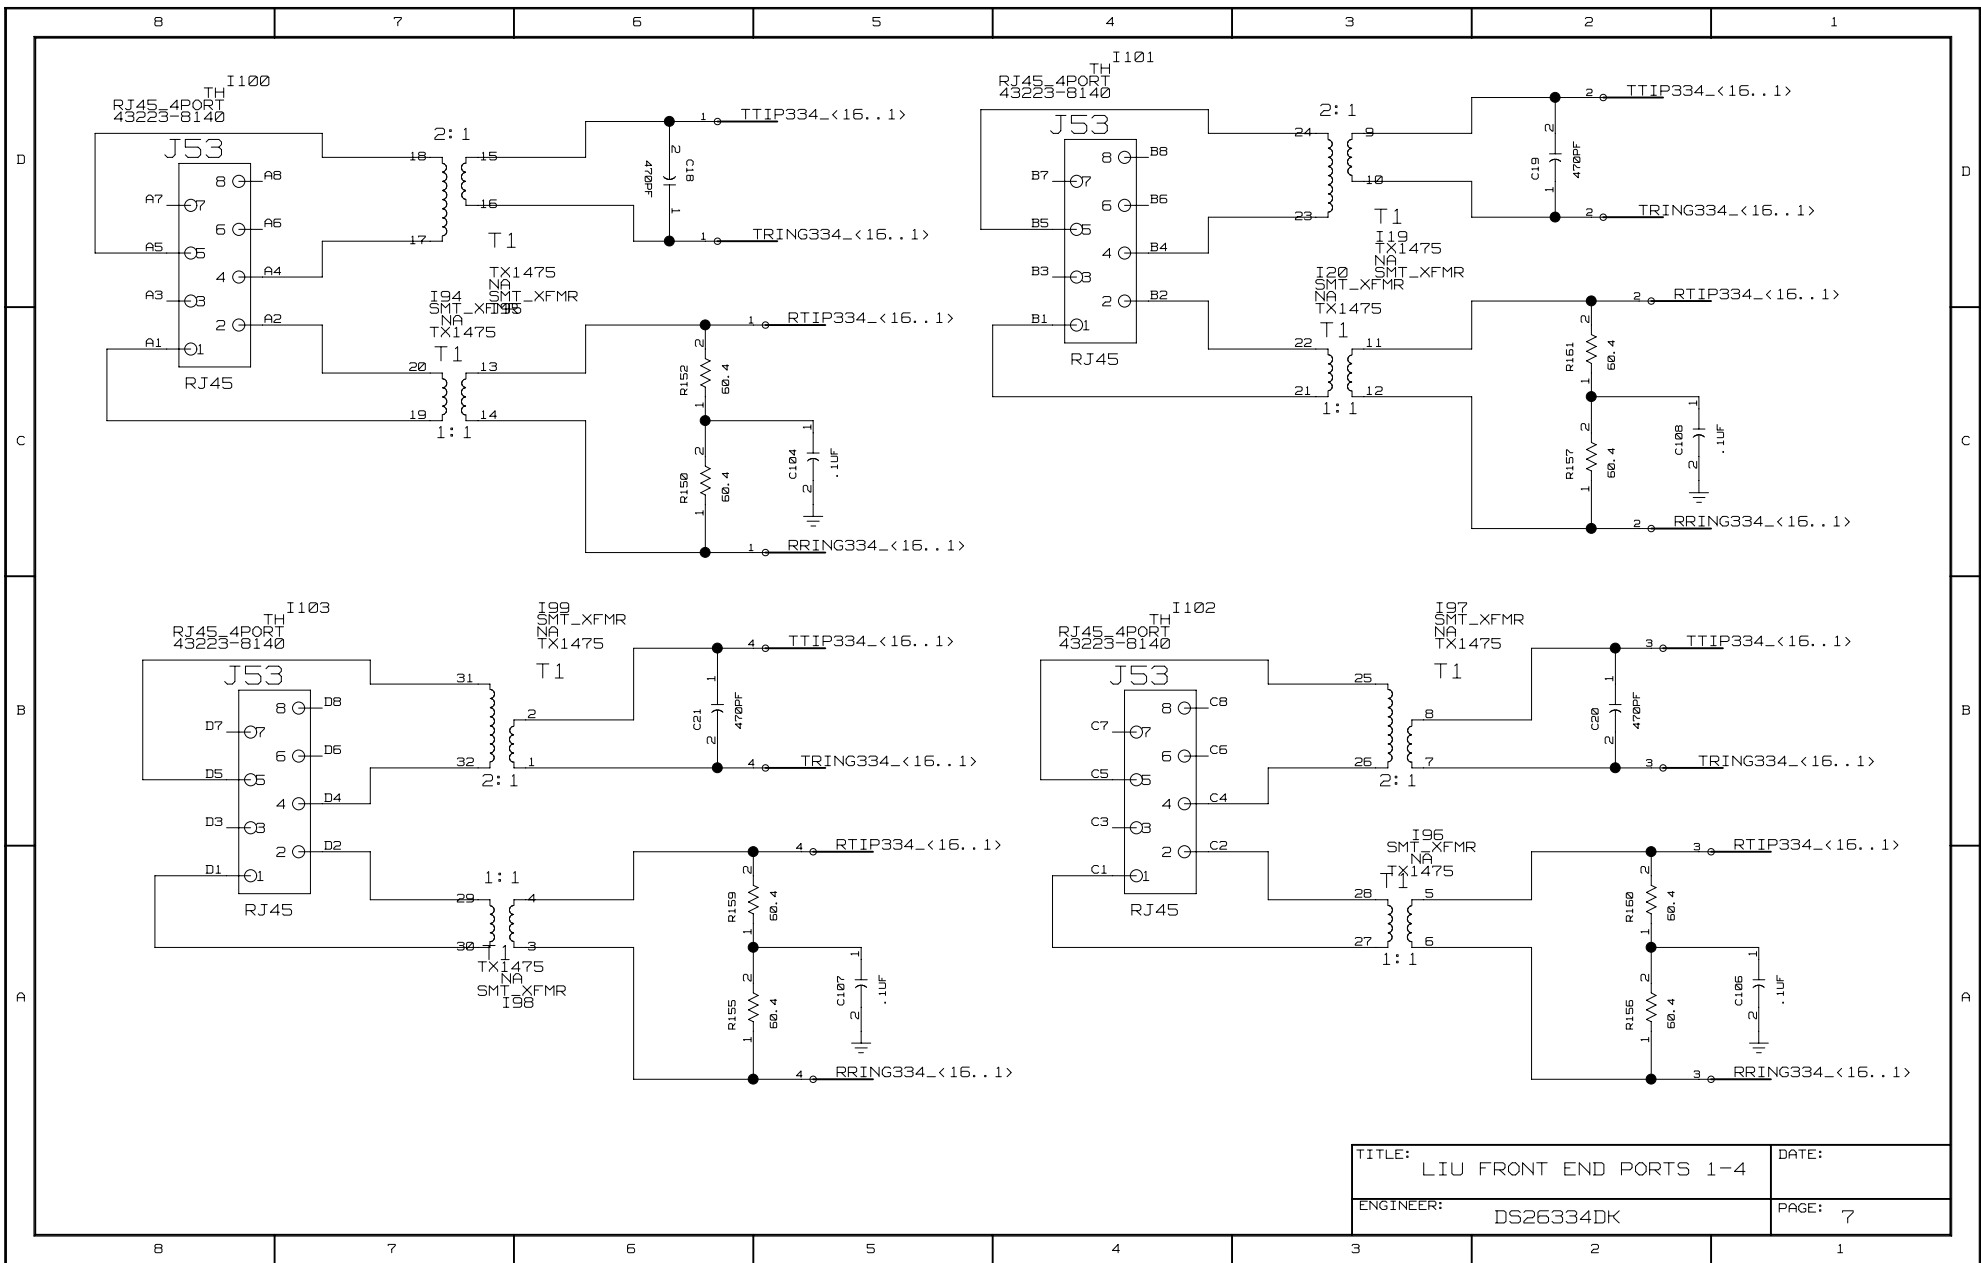 8 7 6 5 4 3 2 1
D
C
B
A
D
C
B
A
I100
TH
RJ45_4PORT
43223-8140
J53
8 A8
A7 7
6 A6
A5 5
4 A4
A3 3
2 A2
A1 1
RJ45
2:1
18 15
16
17
T1
TX1475
NA
SMT_XFMR
I94
SMT_XFMR
NA
TX1475
T1
20 13
19 14
1:1
1 TTIP334_<16..1>
2
C18
470PF
1
1 TRING334_<16..1>
1 RTIP334_<16..1>
2
R152
60.4
1
2
R150
60.4
1
1
C104
.1UF
2
1 RRING334_<16..1>
I101
TH
RJ45_4PORT
43223-8140
J53
8 B8
B7 7
6 B6
B5 5
4 B4
B3 3
2 B2
B1 1
RJ45
2:1
24 9
10
23
T1
I19
TX1475
NA
SMT_XFMR
I20
SMT_XFMR
NA
TX1475
T1
22 11
21 12
1:1
2 TTIP334_<16..1>
2
C19
470PF
1
2 TRING334_<16..1>
2 RTIP334_<16..1>
2
R161
60.4
1
2
R157
60.4
1
1
C108
.1UF
2
2 RRING334_<16..1>
I103
TH
RJ45_4PORT
43223-8140
J53
8 D8
D7 7
6 D6
D5 5
4 D4
D3 3
2 D2
D1 1
RJ45
I99
SMT_XFMR
NA
TX1475
T1
31
2
32 1
2:1
1:1
29 4
30 3
T1
TX1475
NA
SMT_XFMR
I98
4 TTIP334_<16..1>
1
C21
470PF
2
4 TRING334_<16..1>
4 RTIP334_<16..1>
2
R159
60.4
1
2
R155
60.4
1
1
C107
.1UF
2
4 RRING334_<16..1>
I102
TH
RJ45_4PORT
43223-8140
J53
8 C8
C7 7
6 C6
C5 5
4 C4
C3 3
2 C2
C1 1
RJ45
I97
SMT_XFMR
NA
TX1475
T1
25
8
26 7
2:1
I96
SMT_XFMR
NA
TX1475
T1
28 5
27 6
1:1
3 TTIP334_<16..1>
1
C20
470PF
2
3 TRING334_<16..1>
3 RTIP334_<16..1>
2
R160
60.4
1
2
R156
60.4
1
1
C106
.1UF
2
3 RRING334_<16..1>
TITLE: LIU FRONT END PORTS 1-4
DATE:
ENGINEER: DS26334DK
PAGE: 7
8 7 6 5 4 3 2 1